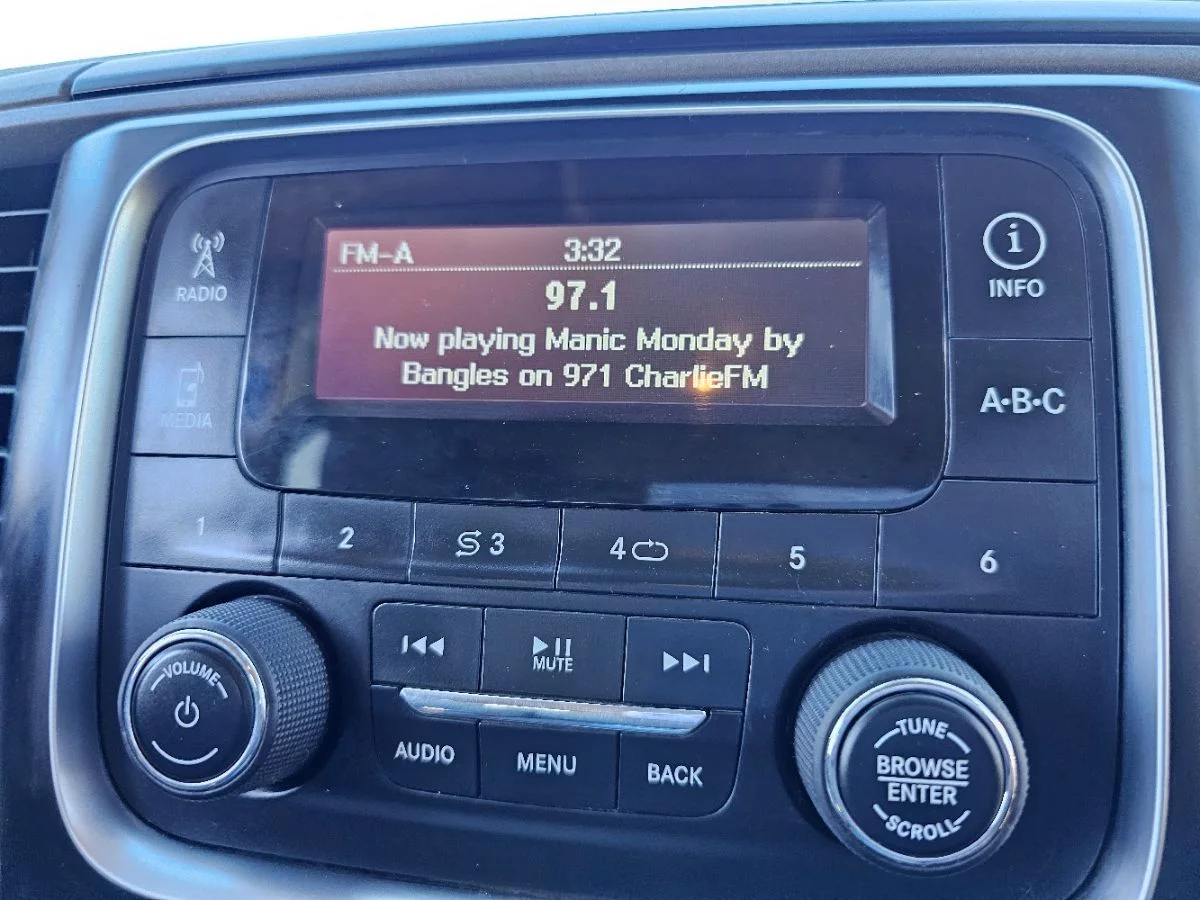 FM-A 3:32
97.1
Now playing Manic Monday by
Bangles on 971 CharlieFM
RADIO
MEDIA
i
INFO
A·B·C
1 2 3 4 5 6
MUTE
AUDIO MENU BACK
VOLUME
TUNE
BROWSE
ENTER
SCROLL